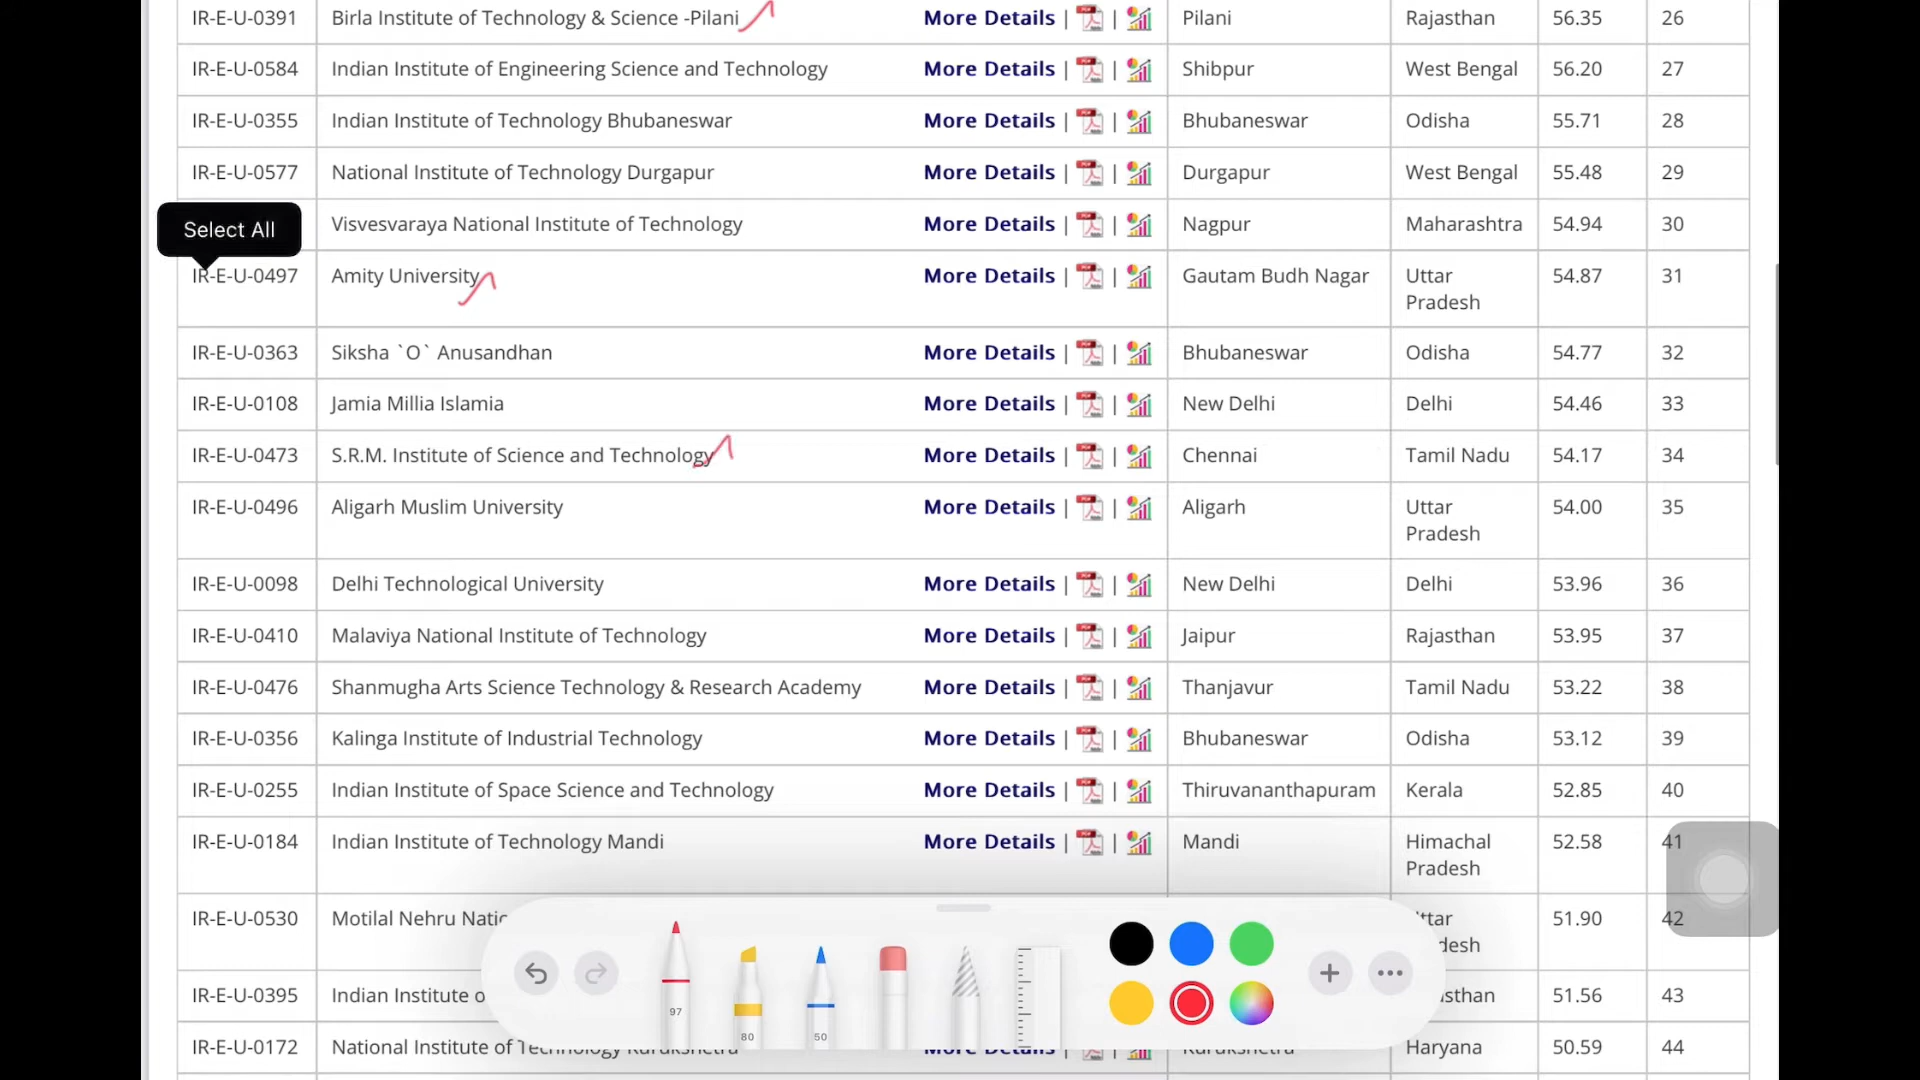 IR-E-U-0391 Birla Institute of Technology & Science -Pilani More Details | | Pilani Rajasthan 56.35 26
IR-E-U-0584 Indian Institute of Engineering Science and Technology More Details | | Shibpur West Bengal 56.20 27
IR-E-U-0355 Indian Institute of Technology Bhubaneswar More Details | | Bhubaneswar Odisha 55.71 28
IR-E-U-0577 National Institute of Technology Durgapur More Details | | Durgapur West Bengal 55.48 29
Select All
Visvesvaraya National Institute of Technology More Details | | Nagpur Maharashtra 54.94 30
IR-E-U-0497 Amity University More Details | | Gautam Budh Nagar Uttar Pradesh 54.87 31
IR-E-U-0363 Siksha `O` Anusandhan More Details | | Bhubaneswar Odisha 54.77 32
IR-E-U-0108 Jamia Millia Islamia More Details | | New Delhi Delhi 54.46 33
IR-E-U-0473 S.R.M. Institute of Science and Technology More Details | | Chennai Tamil Nadu 54.17 34
IR-E-U-0496 Aligarh Muslim University More Details | | Aligarh Uttar Pradesh 54.00 35
IR-E-U-0098 Delhi Technological University More Details | | New Delhi Delhi 53.96 36
IR-E-U-0410 Malaviya National Institute of Technology More Details | | Jaipur Rajasthan 53.95 37
IR-E-U-0476 Shanmugha Arts Science Technology & Research Academy More Details | | Thanjavur Tamil Nadu 53.22 38
IR-E-U-0356 Kalinga Institute of Industrial Technology More Details | | Bhubaneswar Odisha 53.12 39
IR-E-U-0255 Indian Institute of Space Science and Technology More Details | | Thiruvananthapuram Kerala 52.85 40
IR-E-U-0184 Indian Institute of Technology Mandi More Details | | Mandi Himachal Pradesh 52.58 41
IR-E-U-0530 Motilal Nehru 51.90 42
IR-E-U-0395 Indian Institute 51.56 43
IR-E-U-0172 National Institute of Technology Kurukshetra More Details | | Kurukshetra Haryana 50.59 44
97
80
50